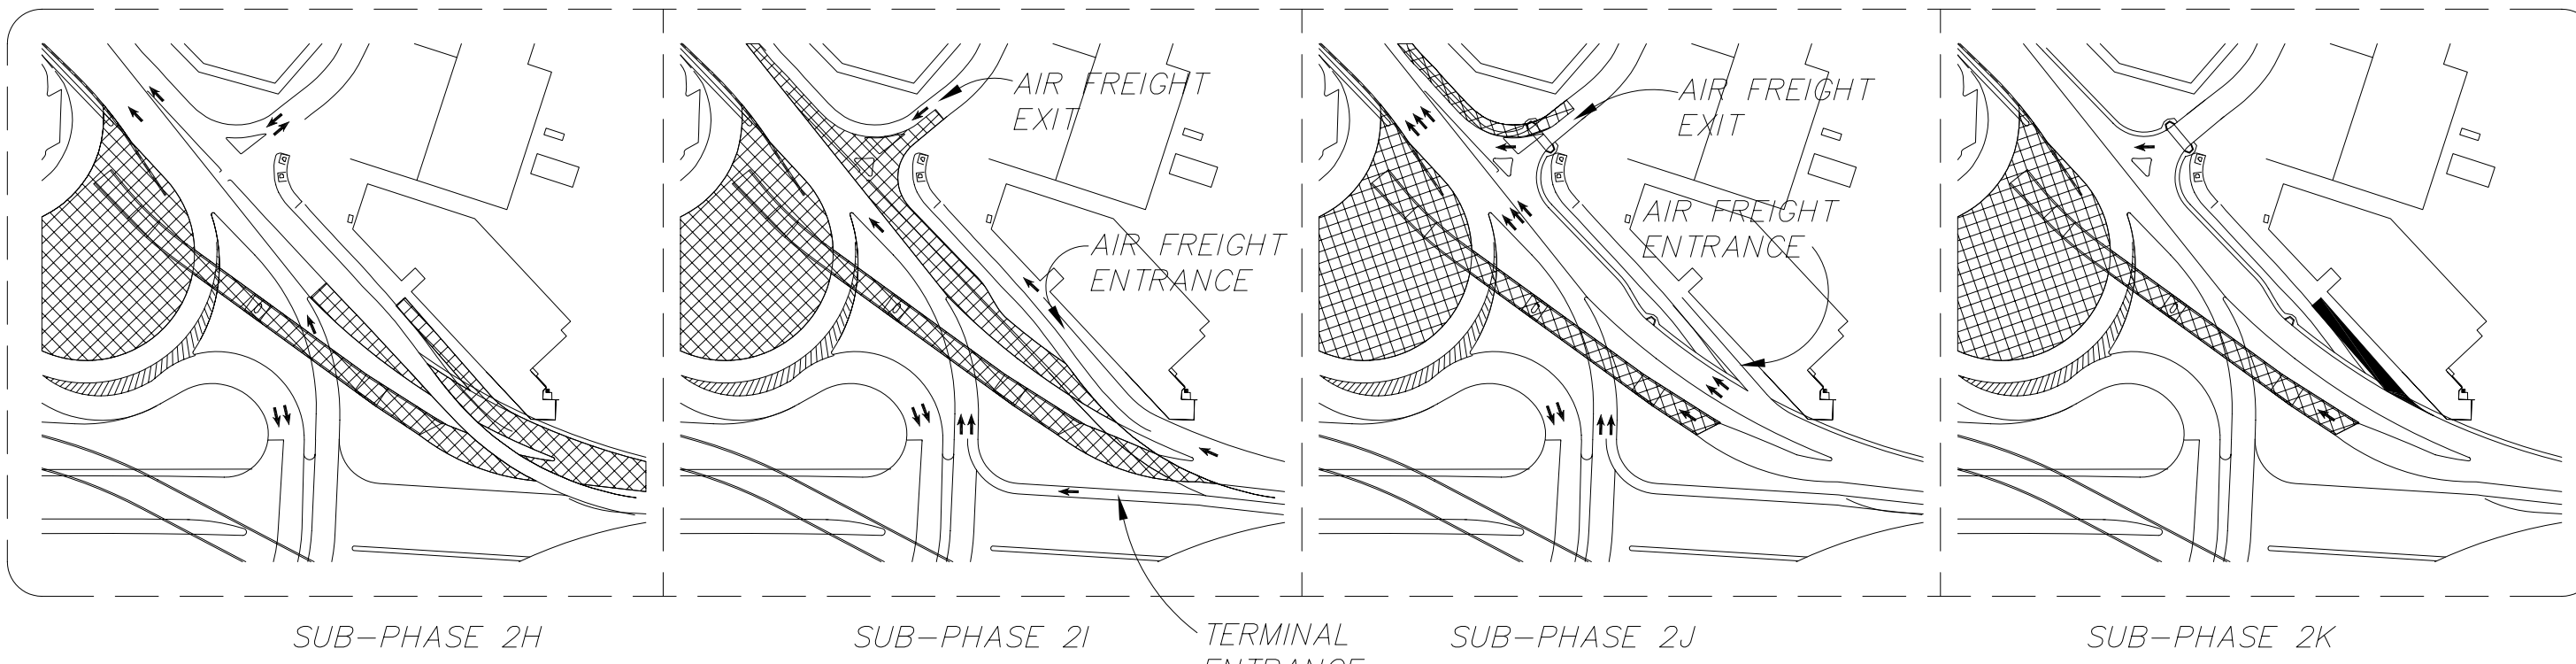 AIR FREIGHT
EXIT
AIR FREIGHT
ENTRANCE
AIR FREIGHT
EXIT
AIR FREIGHT
ENTRANCE
SUB-PHASE 2H
SUB-PHASE 2I
TERMINAL
ENTRANCE
SUB-PHASE 2J
SUB-PHASE 2K